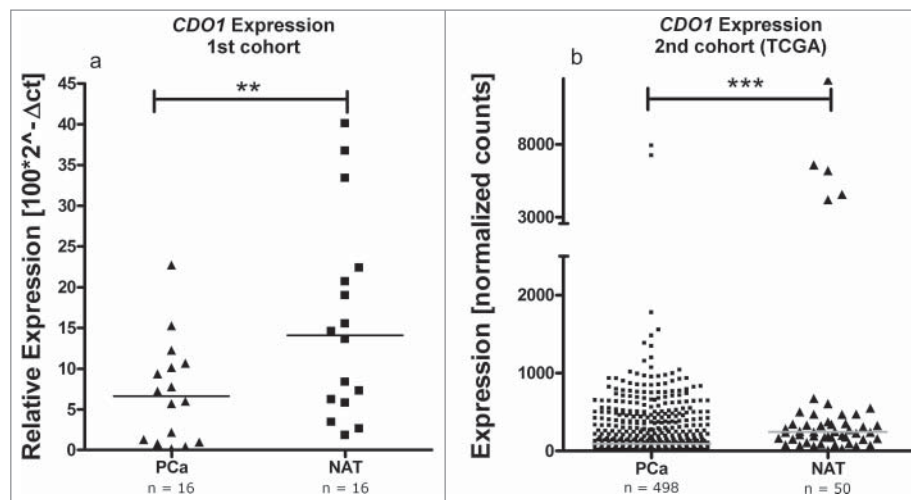 CDO1 Expression
1st cohort
a
**
Relative Expression [100*2^-Δct]
45
40
35
30
25
20
15
10
5
0
PCa
NAT
n = 16
n = 16
CDO1 Expression
2nd cohort (TCGA)
b
***
Expression [normalized counts]
8000
3000
2000
1000
0
PCa
NAT
n = 498
n = 50